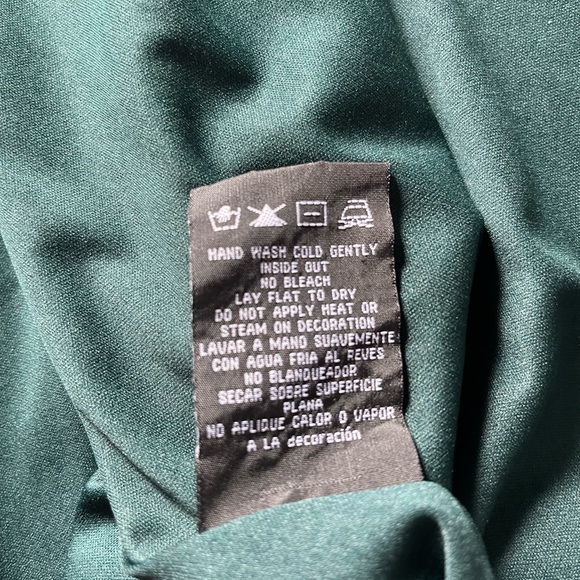 HAND WASH COLD GENTLY
INSIDE OUT
NO BLEACH
LAY FLAT TO DRY
DO NOT APPLY HEAT OR
STEAM ON DECORATION
LAVAR A MANO SUAVEMENTE
CON AGUA FRIA AL REVES
NO BLANQUEADOR
SECAR SOBRE SUPERFICIE
PLANA
NO APLIQUE CALOR O VAPOR
A LA decoración